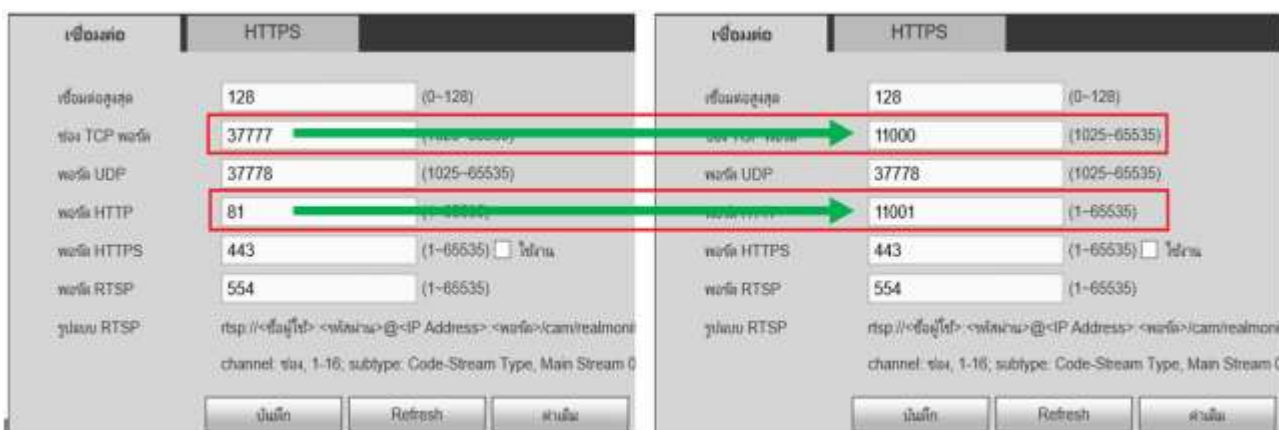 เชื่อมต่อ HTTPS
เชื่อมต่อสูงสุด 128 (0~128)
ช่อง TCP พอร์ต 37777
พอร์ต UDP 37778 (1025~65535)
พอร์ต HTTP 81 (1~65535)
พอร์ต HTTPS 443 (1~65535) ใช้งาน
พอร์ต RTSP 554 (1~65535)
รูปแบบ RTSP rtsp://<ชื่อผู้ใช้>:<รหัสผ่าน>@<IP Address>:<พอร์ต>/cam/realmoni
channel: ช่อง, 1-16; subtype: Code-Stream Type, Main Stream 0
บันทึก Refresh ค่าเดิม
เชื่อมต่อ HTTPS
เชื่อมต่อสูงสุด 128 (0~128)
11000 (1025~65535)
พอร์ต UDP 37778 (1025~65535)
11001 (1~65535)
พอร์ต HTTPS 443 (1~65535) ใช้งาน
พอร์ต RTSP 554 (1~65535)
รูปแบบ RTSP rtsp://<ชื่อผู้ใช้>:<รหัสผ่าน>@<IP Address>:<พอร์ต>/cam/realmon
channel: ช่อง, 1-16; subtype: Code-Stream Type, Main Stream
บันทึก Refresh ค่าเดิม